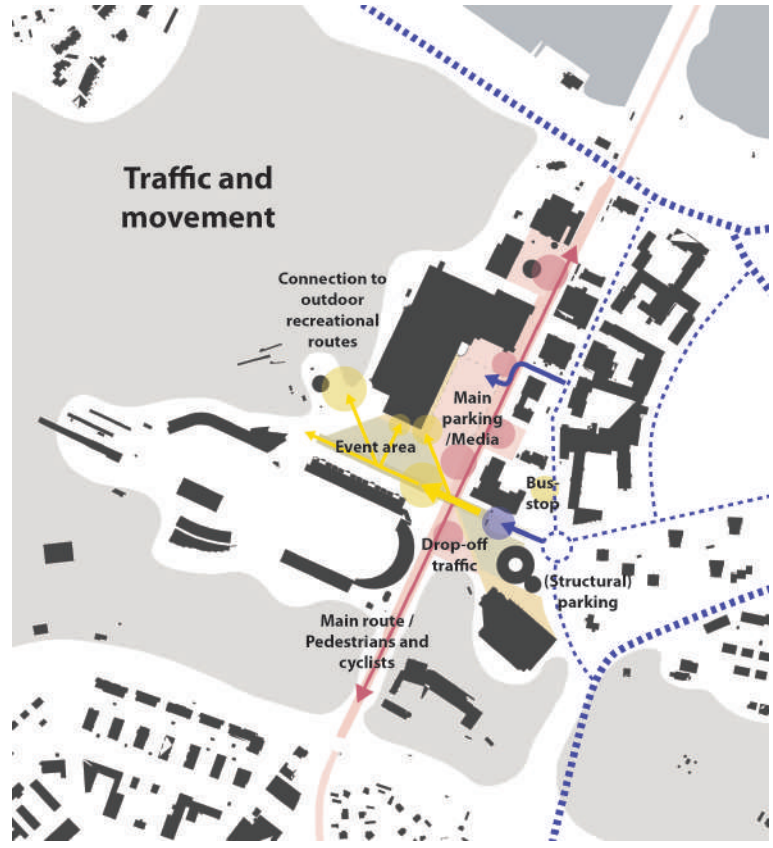 Traffic and
movement
Connection to
outdoor
recreational
routes
Main
parking
/Media
Event area
Bus-
stop
Drop-off
traffic
(Structural)
parking
Main route /
Pedestrians and
cyclists